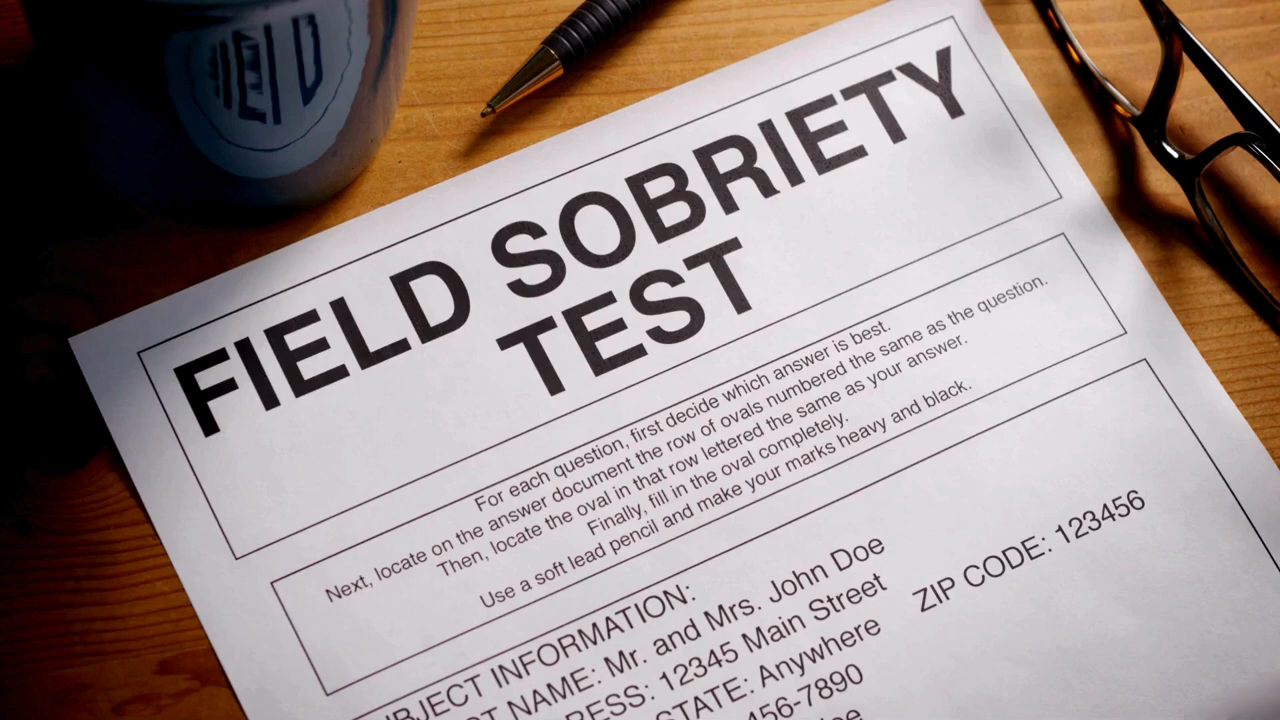 FIELD SOBRIETY
TEST
For each question, first decide which answer is best.
Next, locate on the answer document the row of ovals numbered the same as the question.
Then, locate the oval in that row lettered the same as your answer.
Finally, fill in the oval completely.
Use a soft lead pencil and make your marks heavy and black.
BJECT INFORMATION:
NAME: Mr. and Mrs. John Doe
RESS: 12345 Main Street
ZIP CODE: 123456
STATE: Anywhere
456-7890